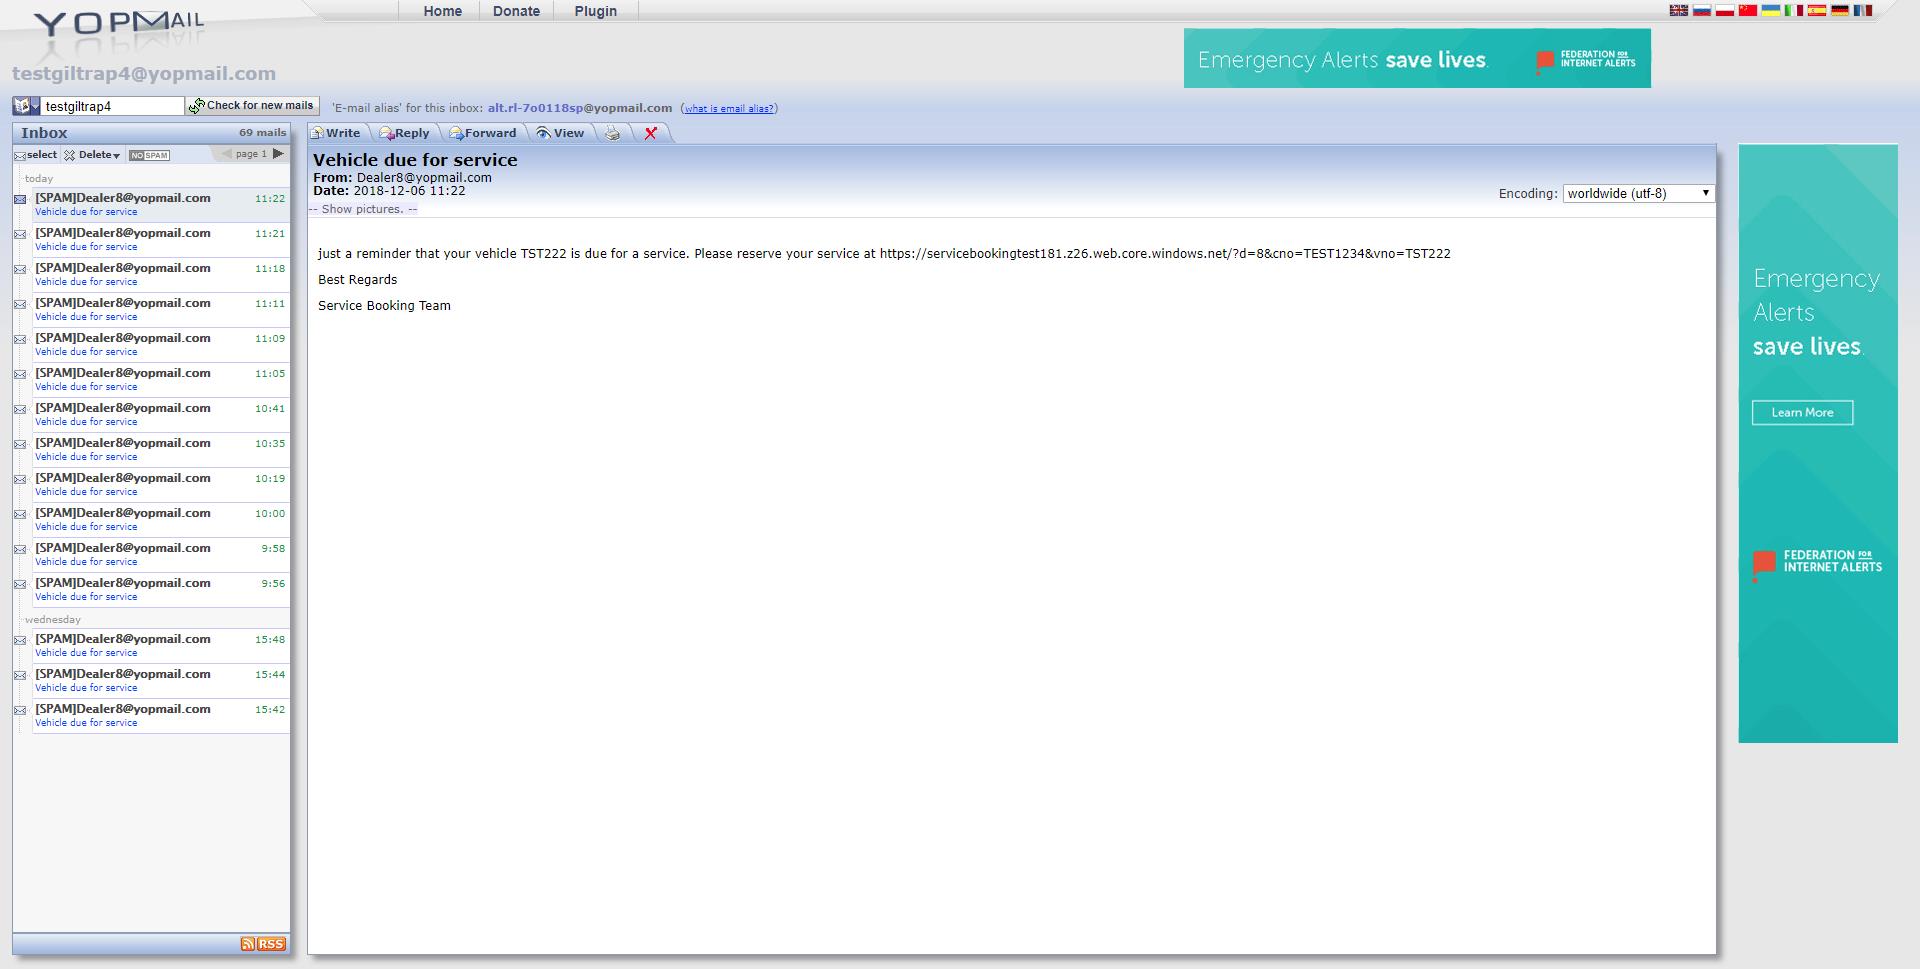 YOPMAIL
Home Donate Plugin
Emergency Alerts save lives.
FEDERATION FOR
INTERNET ALERTS
testgiltrap4@yopmail.com
testgiltrap4 Check for new mails 'E-mail alias' for this inbox: alt.rl-7o0118sp@yopmail.com (what is email alias?)
Inbox 69 mails
select Delete NO SPAM page 1
today
[SPAM]Dealer8@yopmail.com 11:22
Vehicle due for service
[SPAM]Dealer8@yopmail.com 11:21
Vehicle due for service
[SPAM]Dealer8@yopmail.com 11:18
Vehicle due for service
[SPAM]Dealer8@yopmail.com 11:11
Vehicle due for service
[SPAM]Dealer8@yopmail.com 11:09
Vehicle due for service
[SPAM]Dealer8@yopmail.com 11:05
Vehicle due for service
[SPAM]Dealer8@yopmail.com 10:41
Vehicle due for service
[SPAM]Dealer8@yopmail.com 10:35
Vehicle due for service
[SPAM]Dealer8@yopmail.com 10:19
Vehicle due for service
[SPAM]Dealer8@yopmail.com 10:00
Vehicle due for service
[SPAM]Dealer8@yopmail.com 9:58
Vehicle due for service
[SPAM]Dealer8@yopmail.com 9:56
Vehicle due for service
wednesday
[SPAM]Dealer8@yopmail.com 15:48
Vehicle due for service
[SPAM]Dealer8@yopmail.com 15:44
Vehicle due for service
[SPAM]Dealer8@yopmail.com 15:42
Vehicle due for service
RSS
Write Reply Forward View
Vehicle due for service
From: Dealer8@yopmail.com
Date: 2018-12-06 11:22
Encoding: worldwide (utf-8)
-- Show pictures. --
just a reminder that your vehicle TST222 is due for a service. Please reserve your service at https://servicebookingtest181.z26.web.core.windows.net/?d=8&cno=TEST1234&vno=TST222
Best Regards
Service Booking Team
Emergency
Alerts
save lives.
Learn More
FEDERATION FOR
INTERNET ALERTS